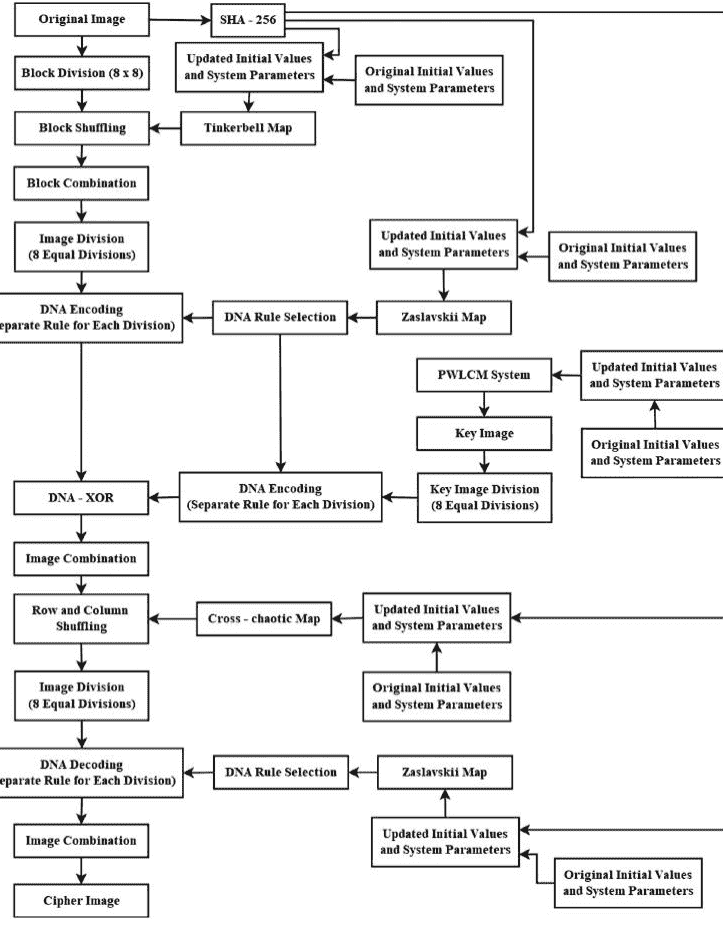 Original Image
SHA - 256
Updated Initial Values
and System Parameters
Original Initial Values
and System Parameters
Block Division (8 x 8)
Block Shuffling
Tinkerbell Map
Block Combination
Image Division
(8 Equal Divisions)
Updated Initial Values
and System Parameters
Original Initial Values
and System Parameters
DNA Encoding
eparate Rule for Each Division)
DNA Rule Selection
Zaslavskii Map
PWLCM System
Updated Initial Values
and System Parameters
Key Image
Original Initial Values
and System Parameters
DNA - XOR
DNA Encoding
(Separate Rule for Each Division)
Key Image Division
(8 Equal Divisions)
Image Combination
Row and Column
Shuffling
Cross - chaotic Map
Updated Initial Values
and System Parameters
Image Division
(8 Equal Divisions)
Original Initial Values
and System Parameters
DNA Decoding
eparate Rule for Each Division)
DNA Rule Selection
Zaslavskii Map
Image Combination
Updated Initial Values
and System Parameters
Cipher Image
Original Initial Values
and System Parameters